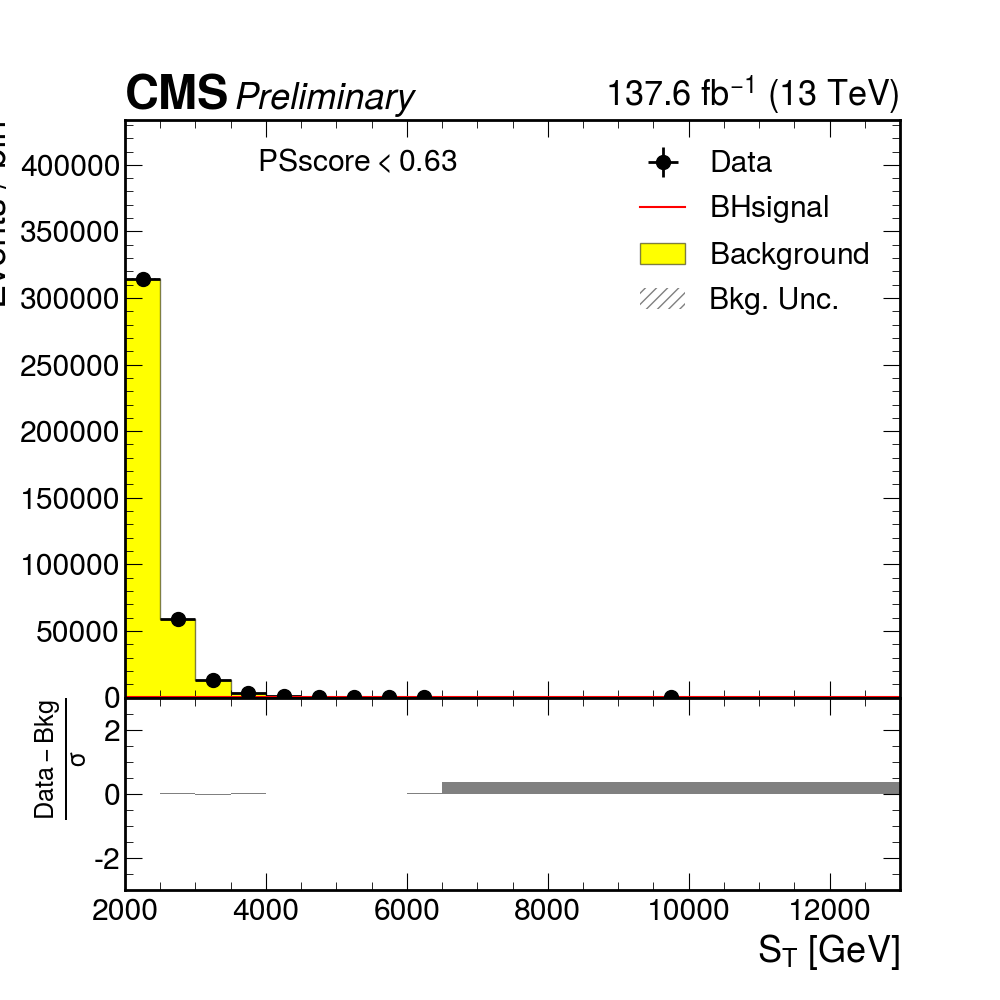 CMS Preliminary 137.6 fb⁻¹ (13 TeV)
PSscore < 0.63
Data
BHsignal
Background
Bkg. Unc.
400000
350000
300000
250000
200000
150000
100000
50000
0
Data – Bkg
σ
2
0
-2
2000 4000 6000 8000 10000 12000
S_T [GeV]